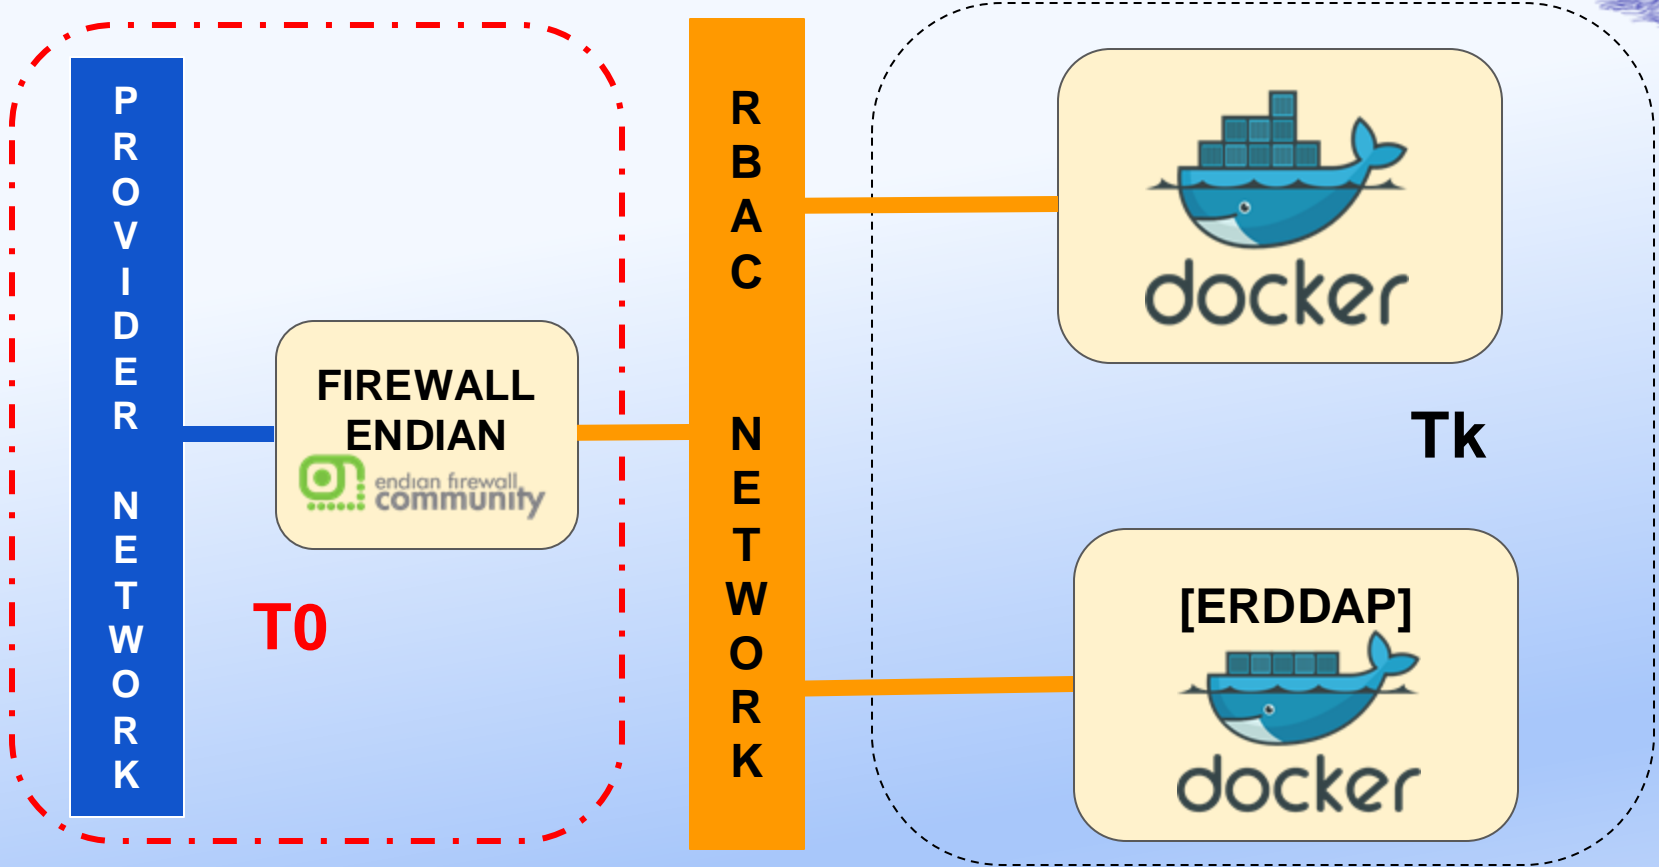 PROVIDER NETWORK
FIREWALL
ENDIAN
endian firewall
community
T0
RBAC NETWORK
docker
Tk
[ERDDAP]
docker